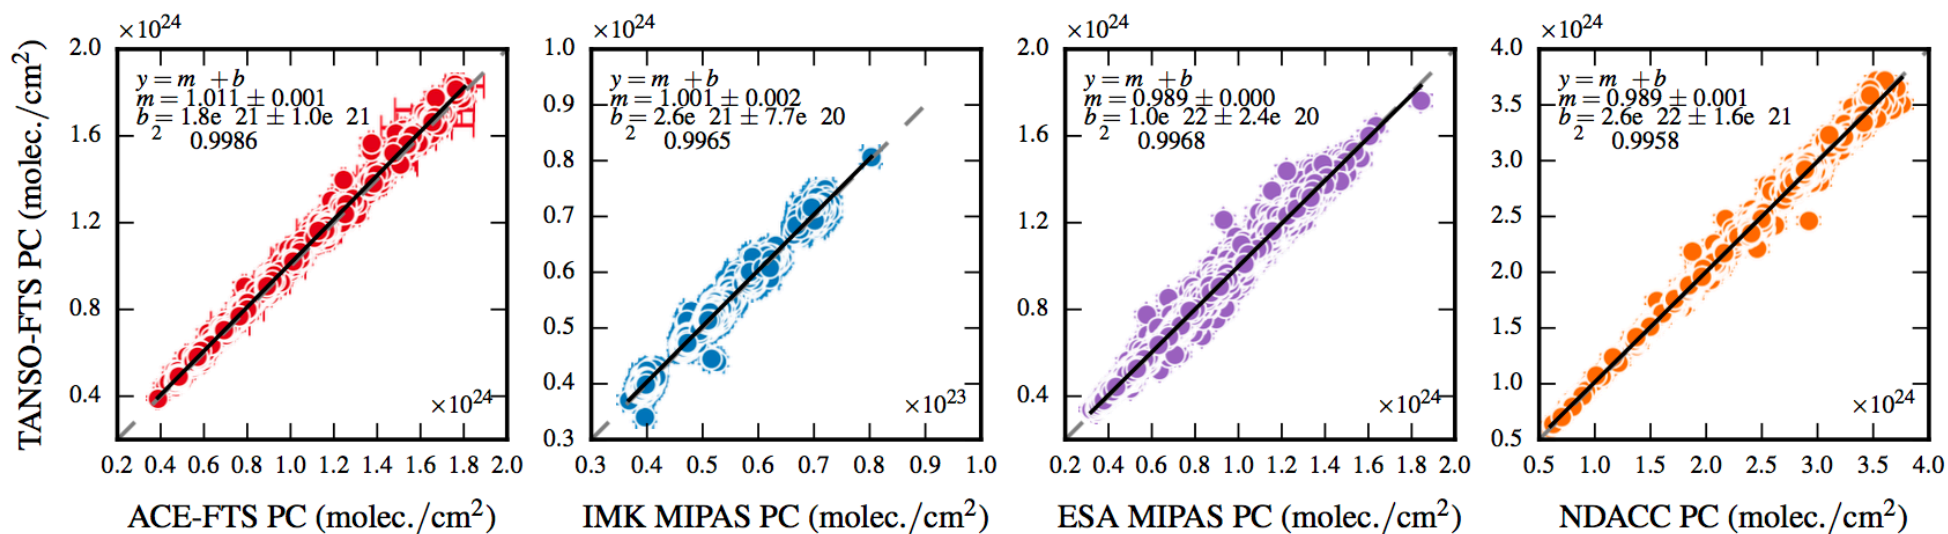 ×10²⁴ ×10²⁴ ×10²⁴ ×10²⁴
TANSO-FTS PC (molec./cm²)
2.0
1.6
1.2
0.8
0.4
y = m +b
m = 1.011 ± 0.001
b = 1.8e 21 ± 1.0e 21
2 0.9986
×10²⁴
0.2 0.4 0.6 0.8 1.0 1.2 1.4 1.6 1.8 2.0
ACE-FTS PC (molec./cm²)
1.0
0.9
0.8
0.7
0.6
0.5
0.4
0.3
y = m +b
m = 1.001 ± 0.002
b = 2.6e 21 ± 7.7e 20
2 0.9965
×10²³
0.3 0.4 0.5 0.6 0.7 0.8 0.9 1.0
IMK MIPAS PC (molec./cm²)
2.0
1.6
1.2
0.8
0.4
y = m +b
m = 0.989 ± 0.000
b = 1.0e 22 ± 2.4e 20
2 0.9968
×10²⁴
0.2 0.4 0.6 0.8 1.0 1.2 1.4 1.6 1.8 2.0
ESA MIPAS PC (molec./cm²)
4.0
3.5
3.0
2.5
2.0
1.5
1.0
0.5
y = m +b
m = 0.989 ± 0.001
b = 2.6e 22 ± 1.6e 21
2 0.9958
×10²⁴
0.5 1.0 1.5 2.0 2.5 3.0 3.5 4.0
NDACC PC (molec./cm²)